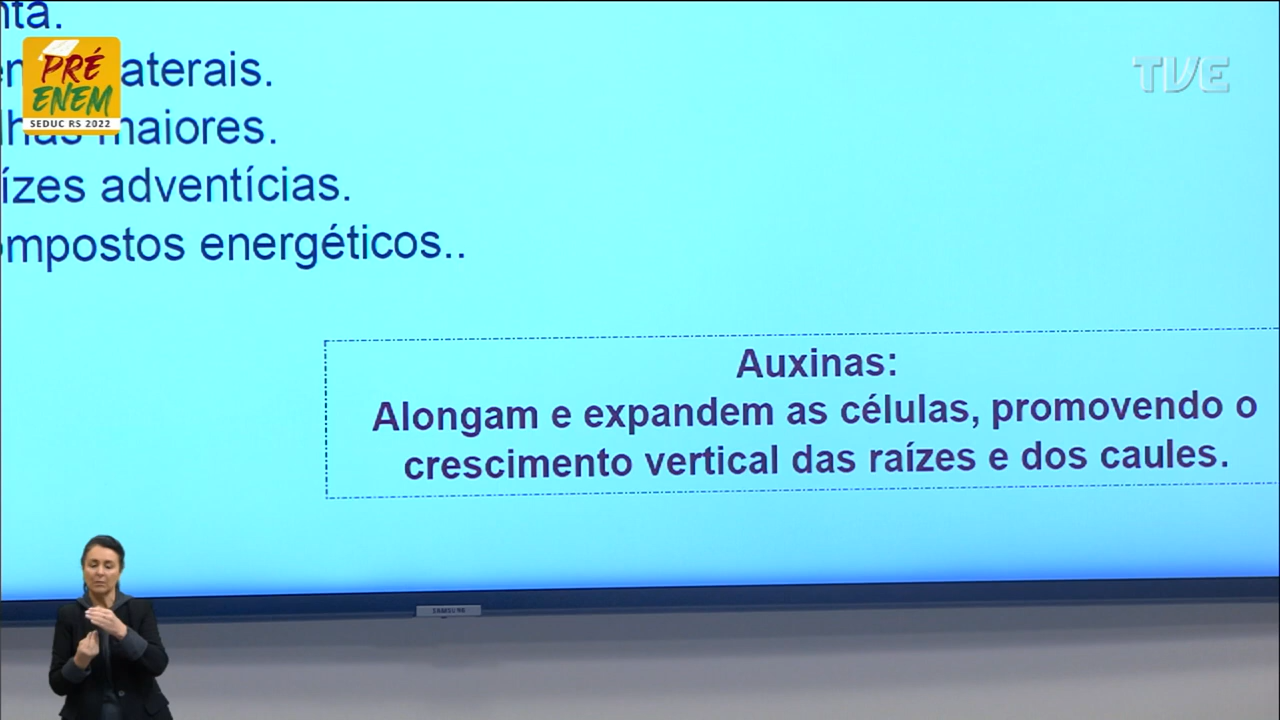 nta.
PRÉ
ENEM
SEDUC RS 2022
TVE
aterais.
maiores.
ízes adventícias.
mpostos energéticos..
Auxinas:
Alongam e expandem as células, promovendo o
crescimento vertical das raízes e dos caules.
SAMSUNG